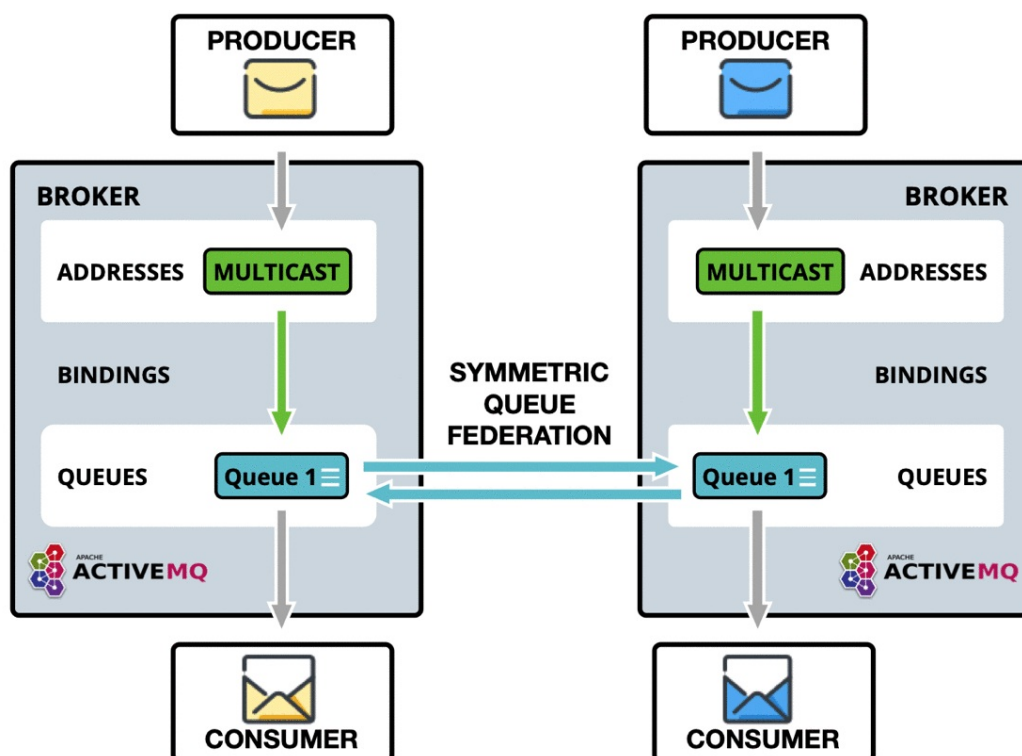 PRODUCER
PRODUCER
BROKER
BROKER
ADDRESSES
MULTICAST
MULTICAST
ADDRESSES
BINDINGS
SYMMETRIC
QUEUE
FEDERATION
BINDINGS
QUEUES
Queue 1
Queue 1
QUEUES
APACHE
ACTIVEMQ
APACHE
ACTIVEMQ
CONSUMER
CONSUMER